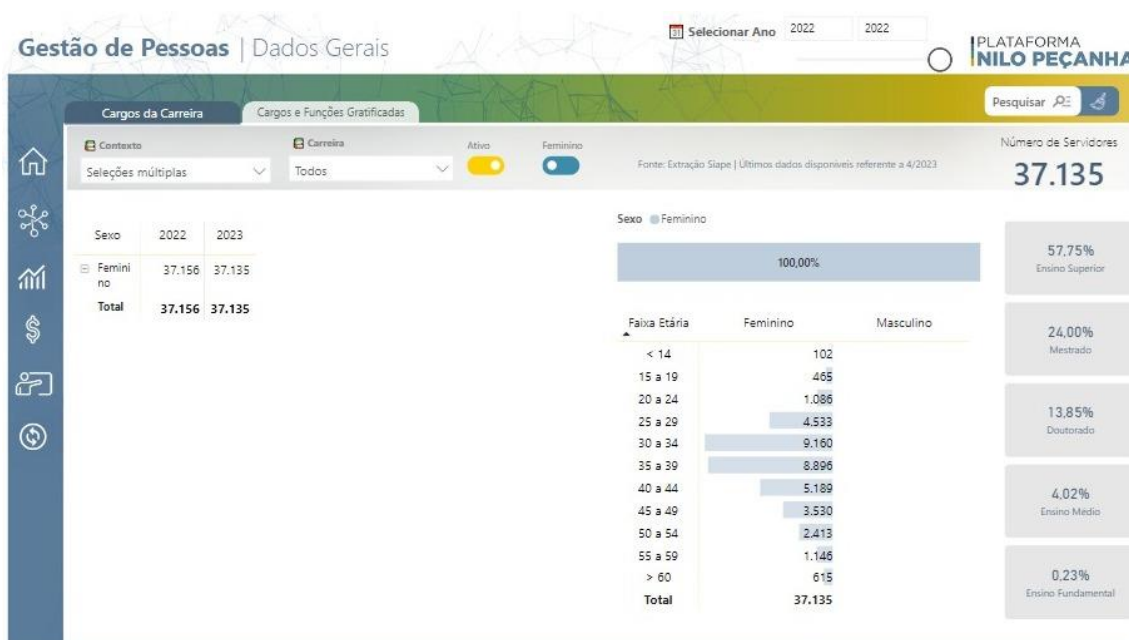 Gestão de Pessoas | Dados Gerais
31 Selecionar Ano 2022 2022
PLATAFORMA
NILO PEÇANHA
Cargos da Carreira Cargos e Funções Gratificadas
Pesquisar
Contexto Carreira Ativo Feminino
Seleções múltiplas Todos
Fonte: Extração Siape | Últimos dados disponiveis referente a 4/2023
Número de Servidores
37.135
Sexo 2022 2023
Femini
no 37.156 37.135
Total 37.156 37.135
Sexo Feminino
100,00%
Faixa Etária Feminino Masculino
< 14 102
15 a 19 465
20 a 24 1.086
25 a 29 4.533
30 a 34 9.160
35 a 39 8.896
40 a 44 5.189
45 a 49 3.530
50 a 54 2.413
55 a 59 1.146
> 60 615
Total 37.135
57,75%
Ensino Superior
24,00%
Mestrado
13,85%
Doutorado
4,02%
Ensino Médio
0,23%
Ensino Fundamental